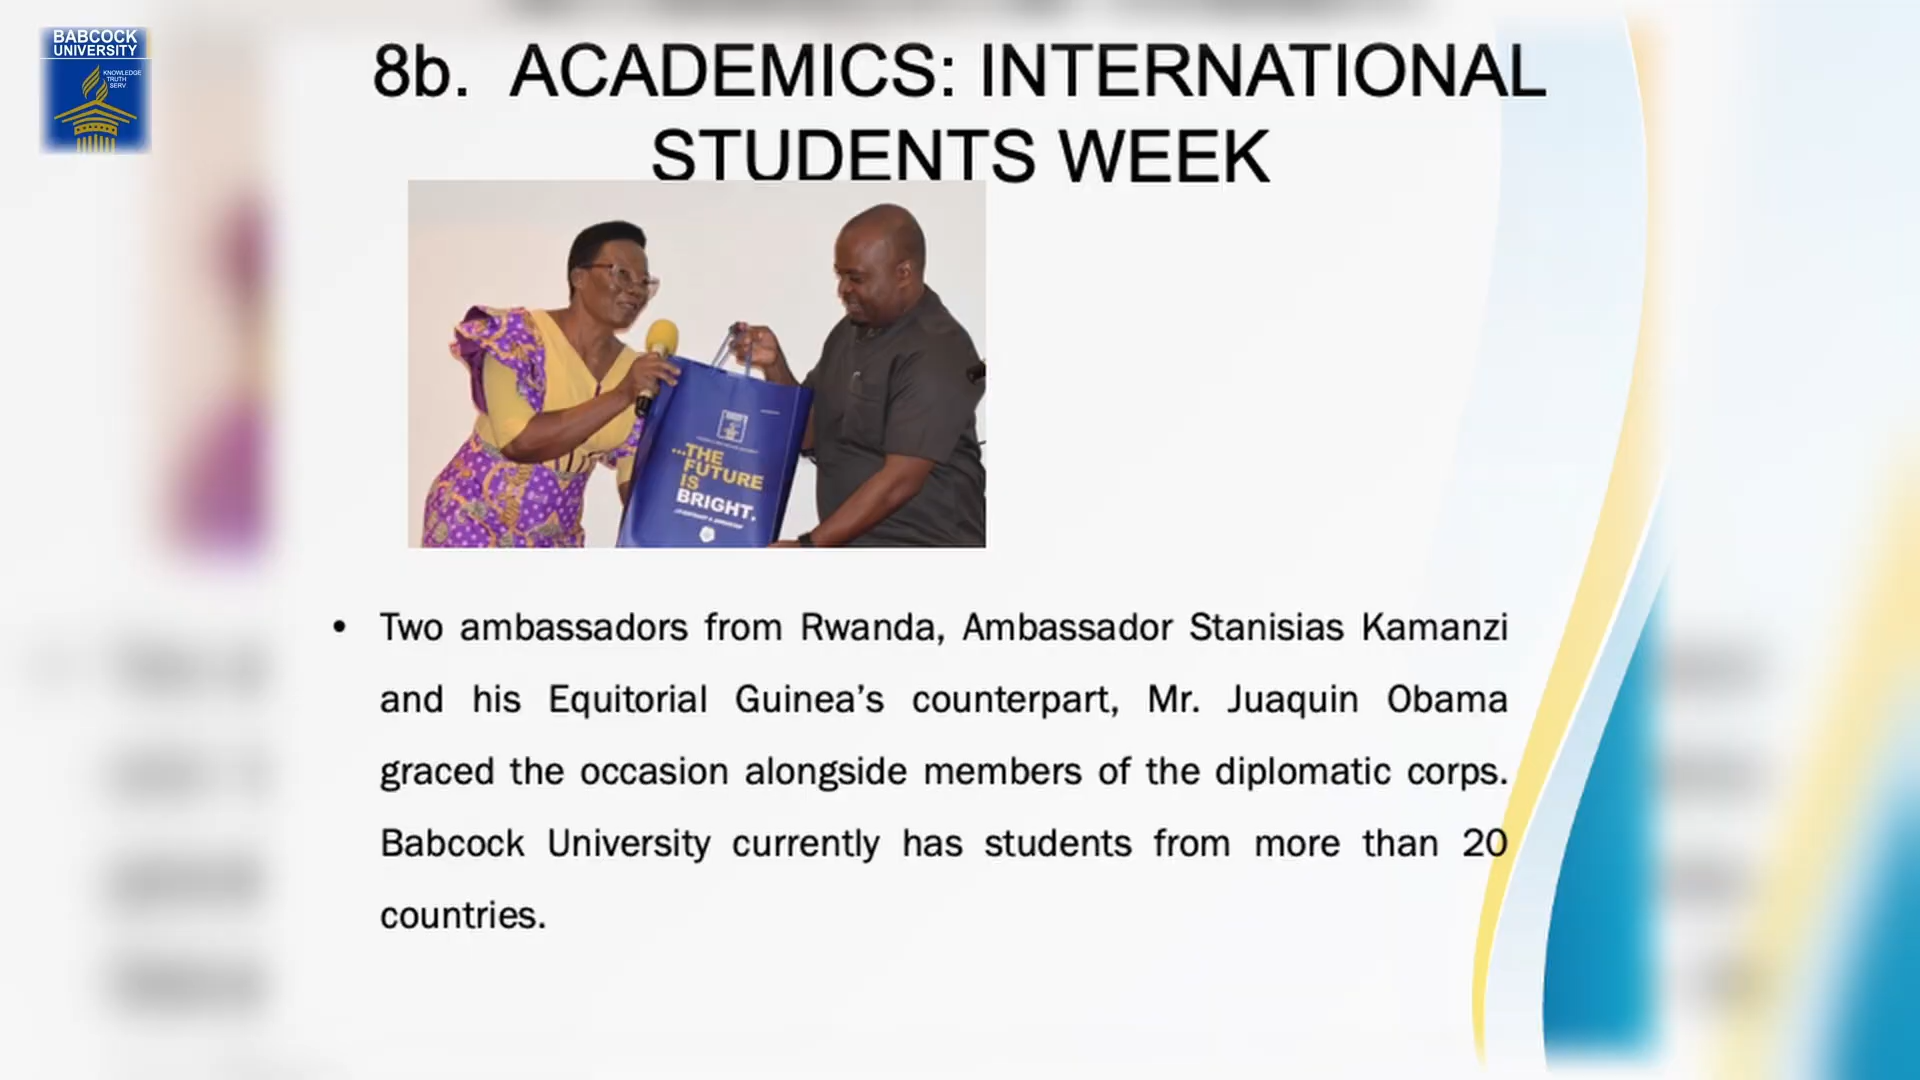 BABCOCK
UNIVERSITY
KNOWLEDGE
TRUTH
SERV
8b. ACADEMICS: INTERNATIONAL
STUDENTS WEEK
...THE
FUTURE
IS
BRIGHT.
• Two ambassadors from Rwanda, Ambassador Stanisias Kamanzi
and his Equitorial Guinea’s counterpart, Mr. Juaquin Obama
graced the occasion alongside members of the diplomatic corps.
Babcock University currently has students from more than 20
countries.